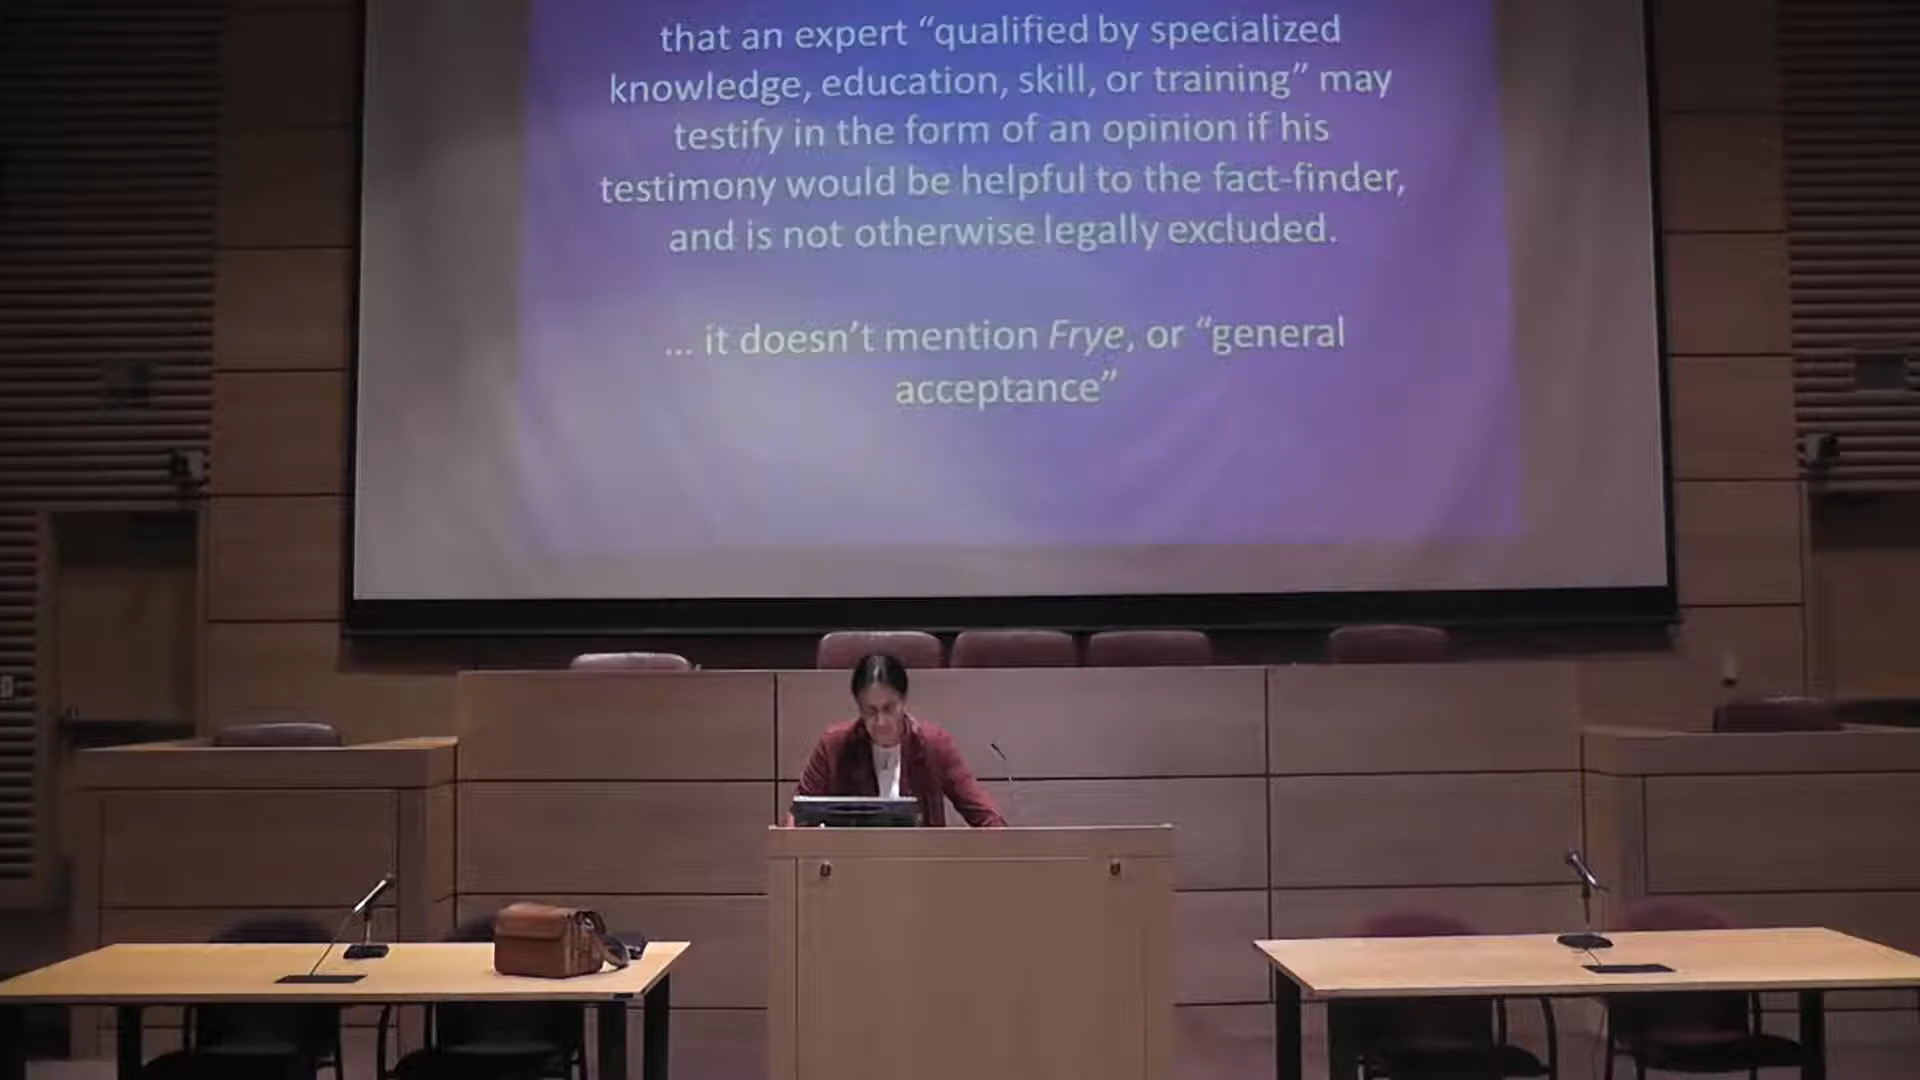 that an expert “qualified by specialized
knowledge, education, skill, or training” may
testify in the form of an opinion if his
testimony would be helpful to the fact-finder,
and is not otherwise legally excluded.
... it doesn’t mention Frye, or “general
acceptance”